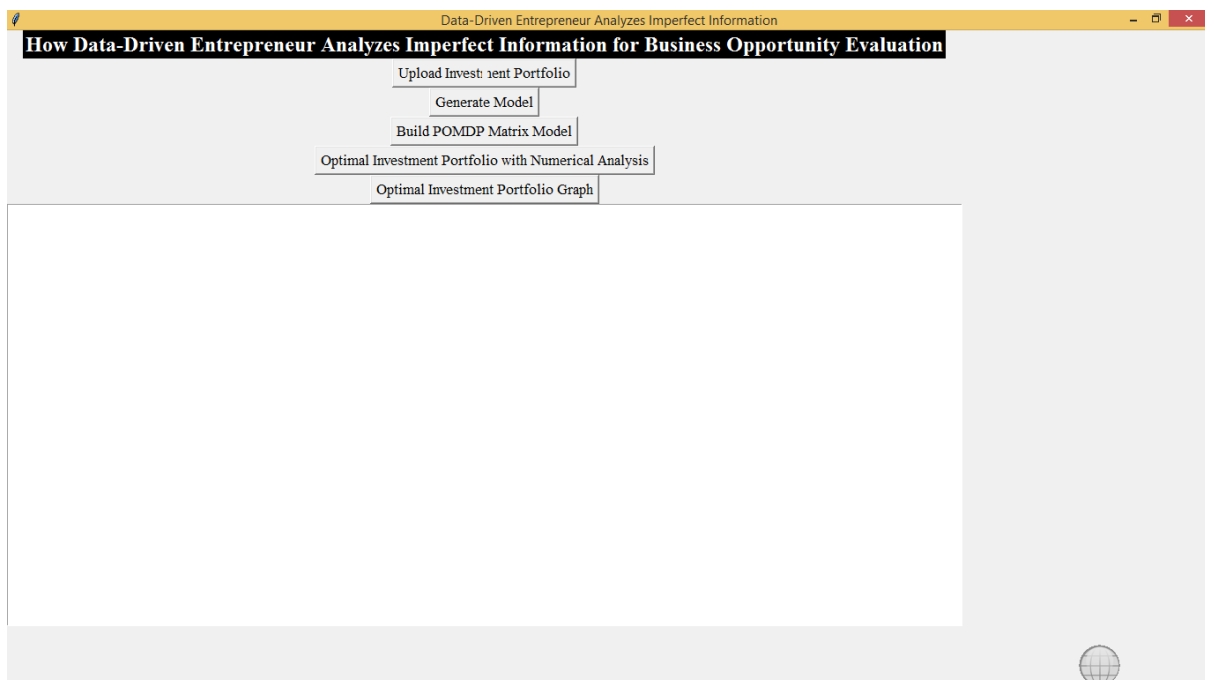 Data-Driven Entrepreneur Analyzes Imperfect Information
How Data-Driven Entrepreneur Analyzes Imperfect Information for Business Opportunity Evaluation
Upload Investment Portfolio
Generate Model
Build POMDP Matrix Model
Optimal Investment Portfolio with Numerical Analysis
Optimal Investment Portfolio Graph